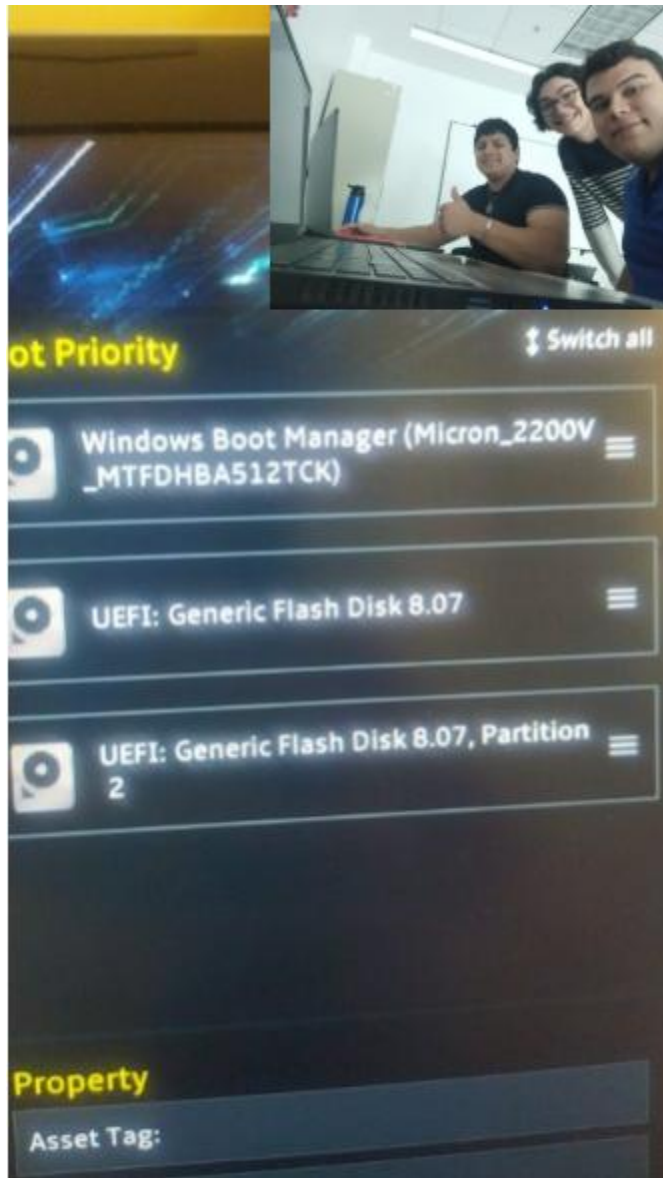 ot Priority
Switch all
Windows Boot Manager (Micron_2200V
_MTFDHBA512TCK)
UEFI: Generic Flash Disk 8.07
UEFI: Generic Flash Disk 8.07, Partition
2
Property
Asset Tag: